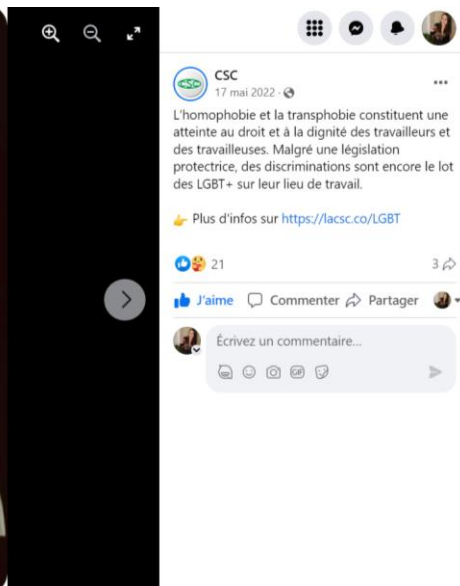 CSC
CSC
17 mai 2022 ·
L'homophobie et la transphobie constituent une
atteinte au droit et à la dignité des travailleurs et
des travailleuses. Malgré une législation
protectrice, des discriminations sont encore le lot
des LGBT+ sur leur lieu de travail.
👉 Plus d'infos sur https://lacsc.co/LGBT
21
3
J'aime Commenter Partager
Écrivez un commentaire...
GIF